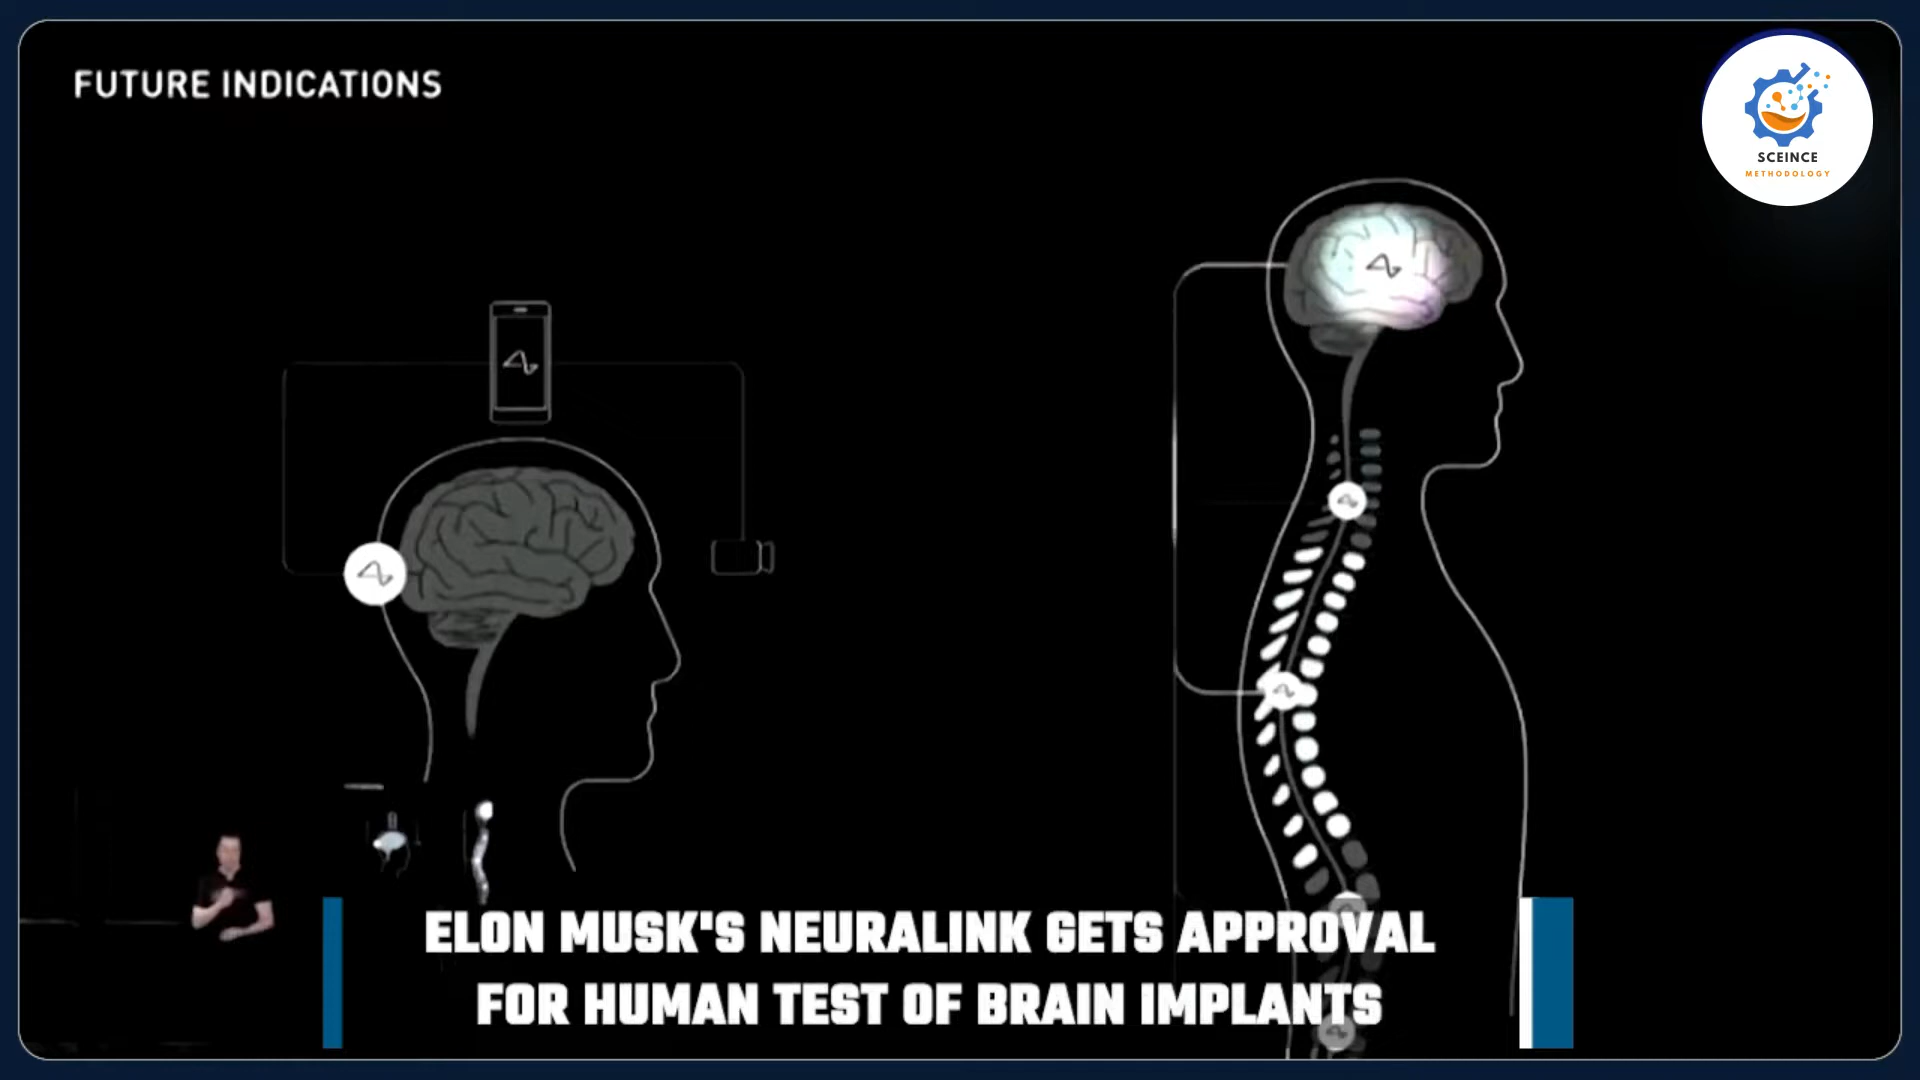 FUTURE INDICATIONS
SCEINCE
METHODOLOGY
ELON MUSK'S NEURALINK GETS APPROVAL
FOR HUMAN TEST OF BRAIN IMPLANTS